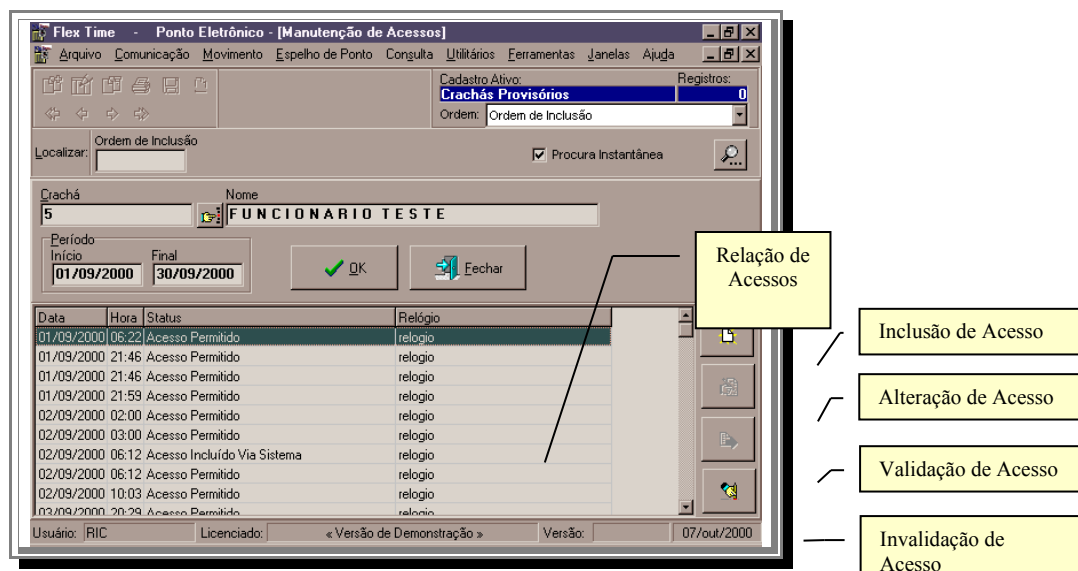 Flex Time - Ponto Eletrônico - [Manutenção de Acessos]
Arquivo Comunicação Movimento Espelho de Ponto Consulta Utilitários Ferramentas Janelas Ajuda
Cadastro Ativo: Registros:
Crachás Provisórios 0
Ordem: Ordem de Inclusão
Ordem de Inclusão
Localizar:
Procura Instantânea
Crachá Nome
5 FUNCIONARIO TESTE
Período
Início Final
01/09/2000 30/09/2000
OK Fechar
Relação de
Acessos
Data Hora Status Relógio
01/09/2000 06:22 Acesso Permitido relogio
01/09/2000 21:46 Acesso Permitido relogio
01/09/2000 21:46 Acesso Permitido relogio
01/09/2000 21:59 Acesso Permitido relogio
02/09/2000 02:00 Acesso Permitido relogio
02/09/2000 03:00 Acesso Permitido relogio
02/09/2000 06:12 Acesso Incluído Via Sistema relogio
02/09/2000 06:12 Acesso Permitido relogio
02/09/2000 10:03 Acesso Permitido relogio
03/09/2000 20:29 Acesso Permitido relogio
Inclusão de Acesso
Alteração de Acesso
Validação de Acesso
Invalidação de
Acesso
Usuário: RIC Licenciado: « Versão de Demonstração » Versão: 07/out/2000